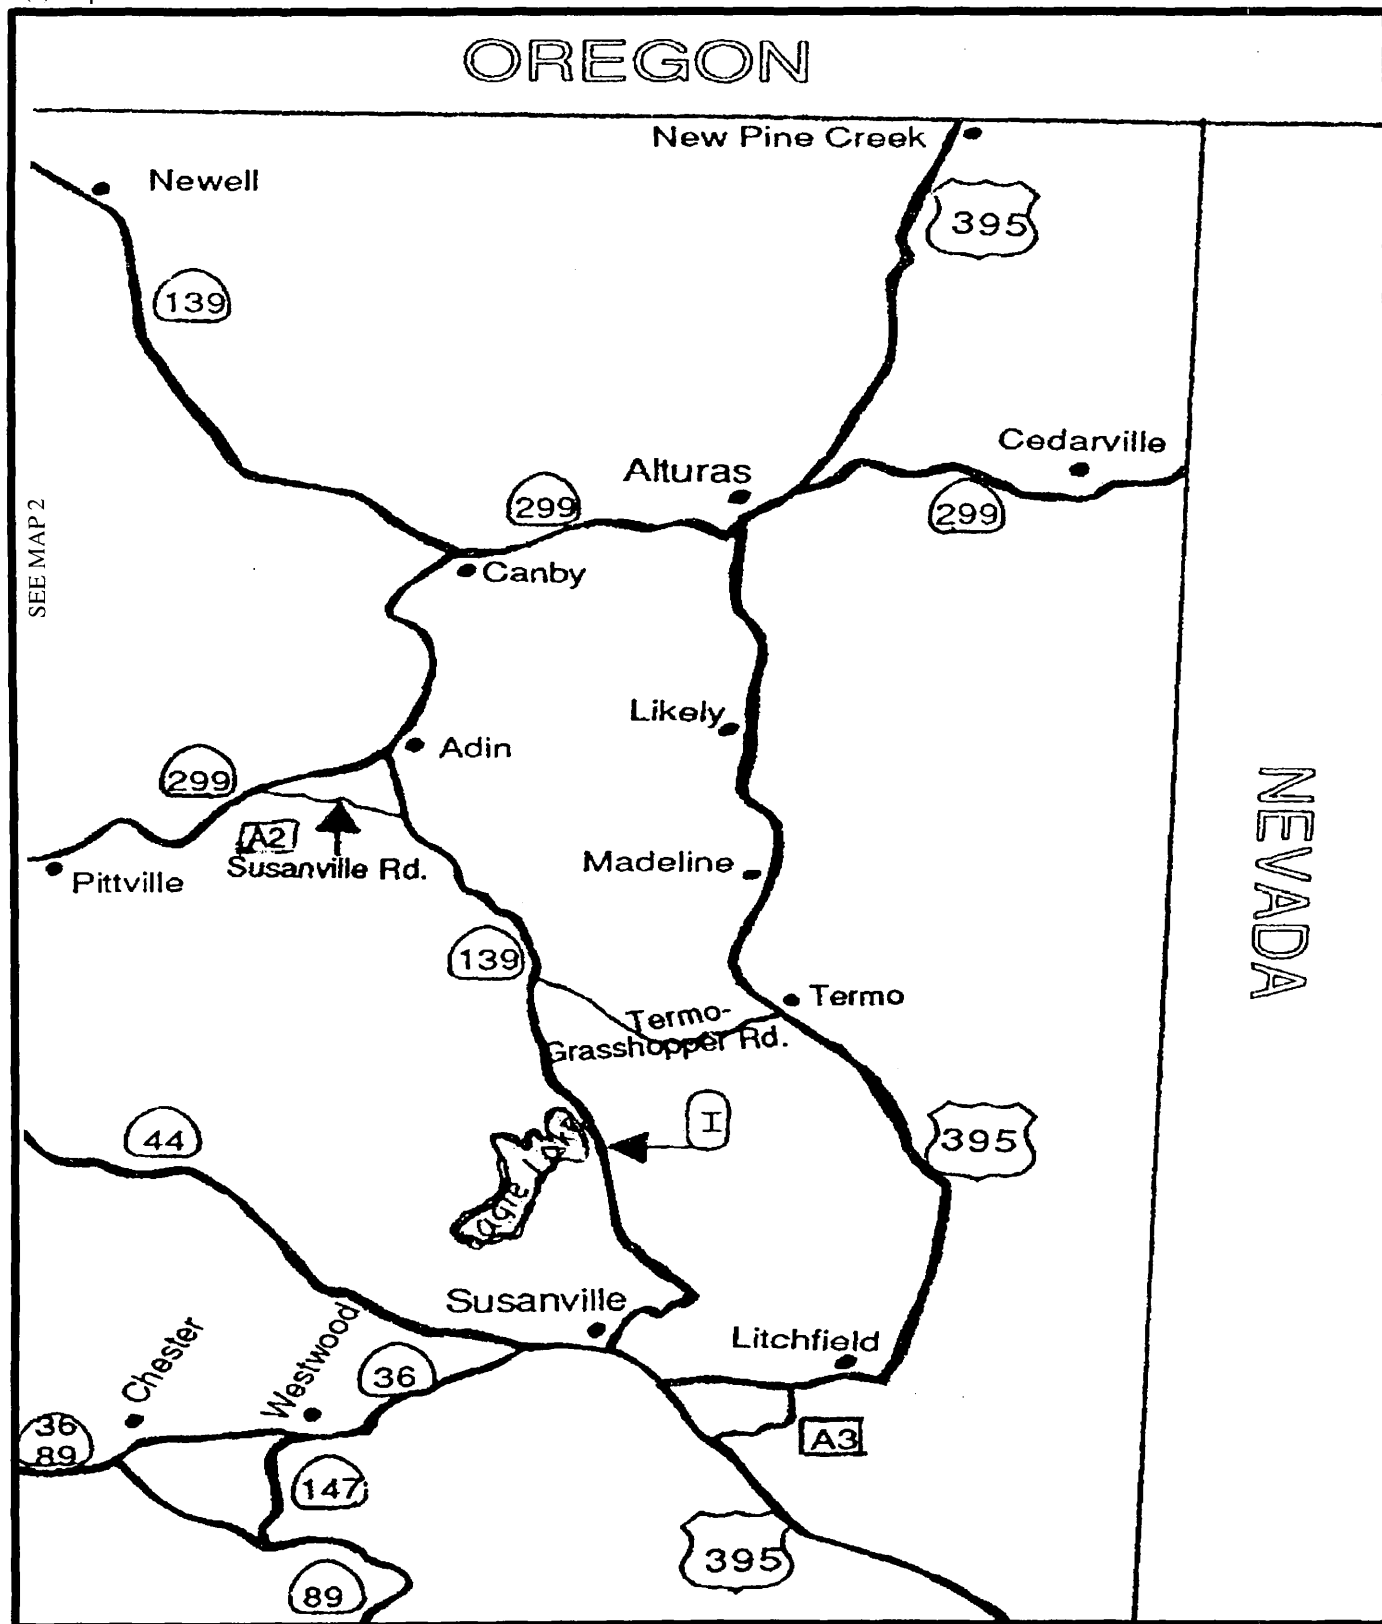 OREGON
New Pine Creek
Newell
395
139
Cedarville
Alturas
299
299
SEE MAP 2
Canby
Likely
Adin
299
NEVADA
A2
Susanville Rd.
Madeline
Pittville
139
Termo
Termo-
Grasshopper Rd.
I
44
395
Susanville
Litchfield
Chester
Westwood
36
36
89
A3
147
395
89